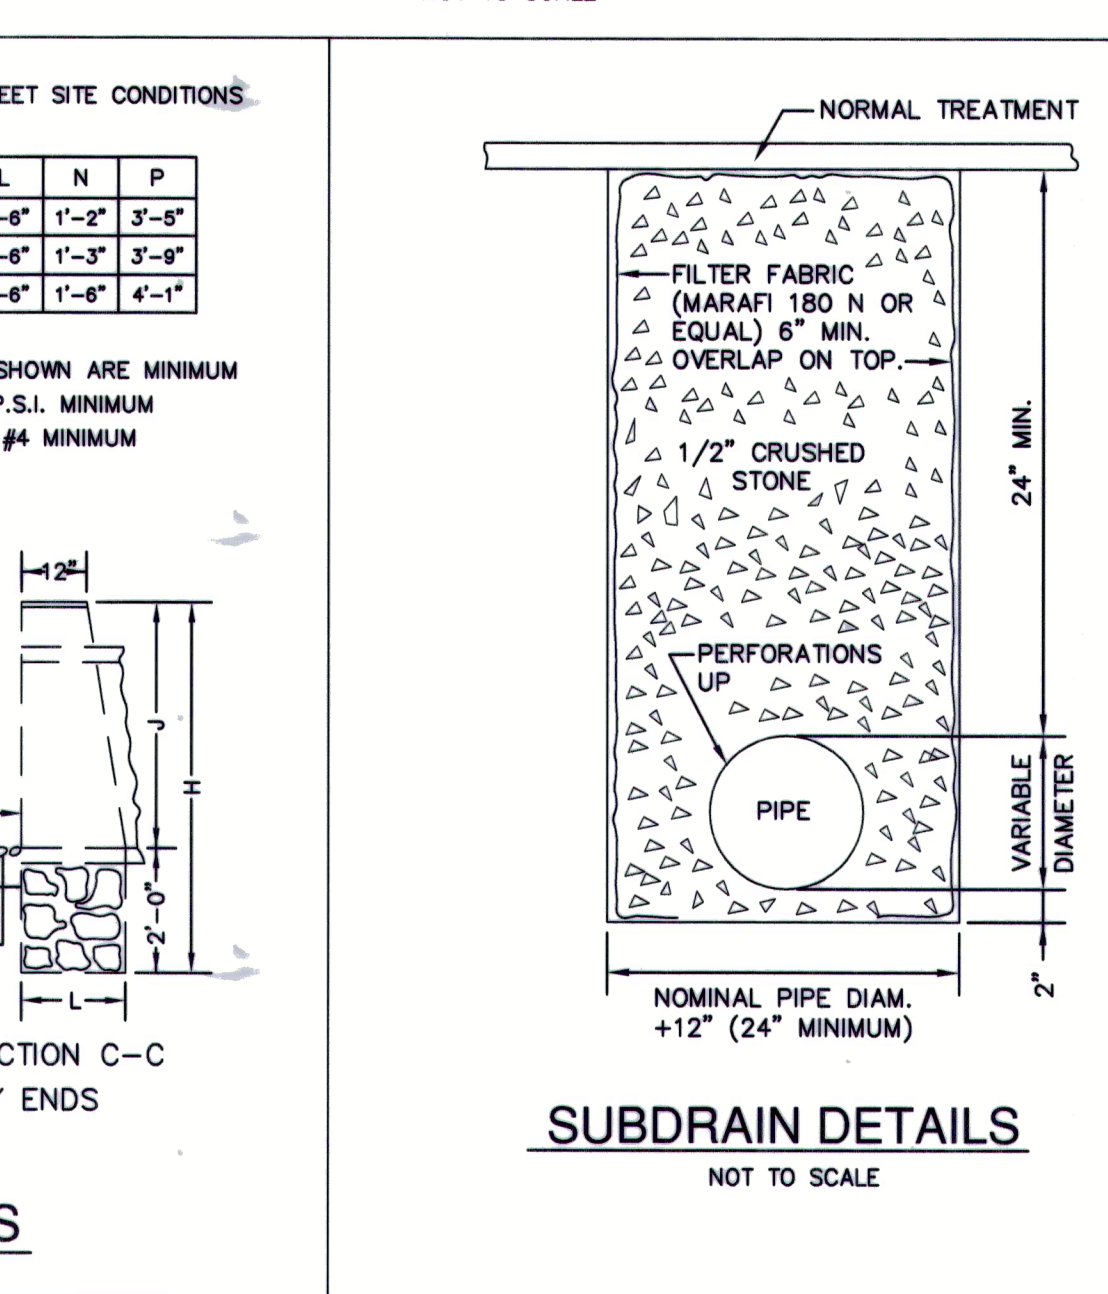 EET SITE CONDITIONS
L N P
-6" 1'-2" 3'-5"
-6" 1'-3" 3'-9"
-6" 1'-6" 4'-1"
SHOWN ARE MINIMUM
P.S.I. MINIMUM
#4 MINIMUM
12"
J
H
2'-0"
L
CTION C-C
Y ENDS
S
NORMAL TREATMENT
FILTER FABRIC
(MARAFI 180 N OR
EQUAL) 6" MIN.
OVERLAP ON TOP.
1/2" CRUSHED
STONE
24" MIN.
PERFORATIONS
UP
PIPE
VARIABLE
DIAMETER
2"
NOMINAL PIPE DIAM.
+12" (24" MINIMUM)
SUBDRAIN DETAILS
NOT TO SCALE